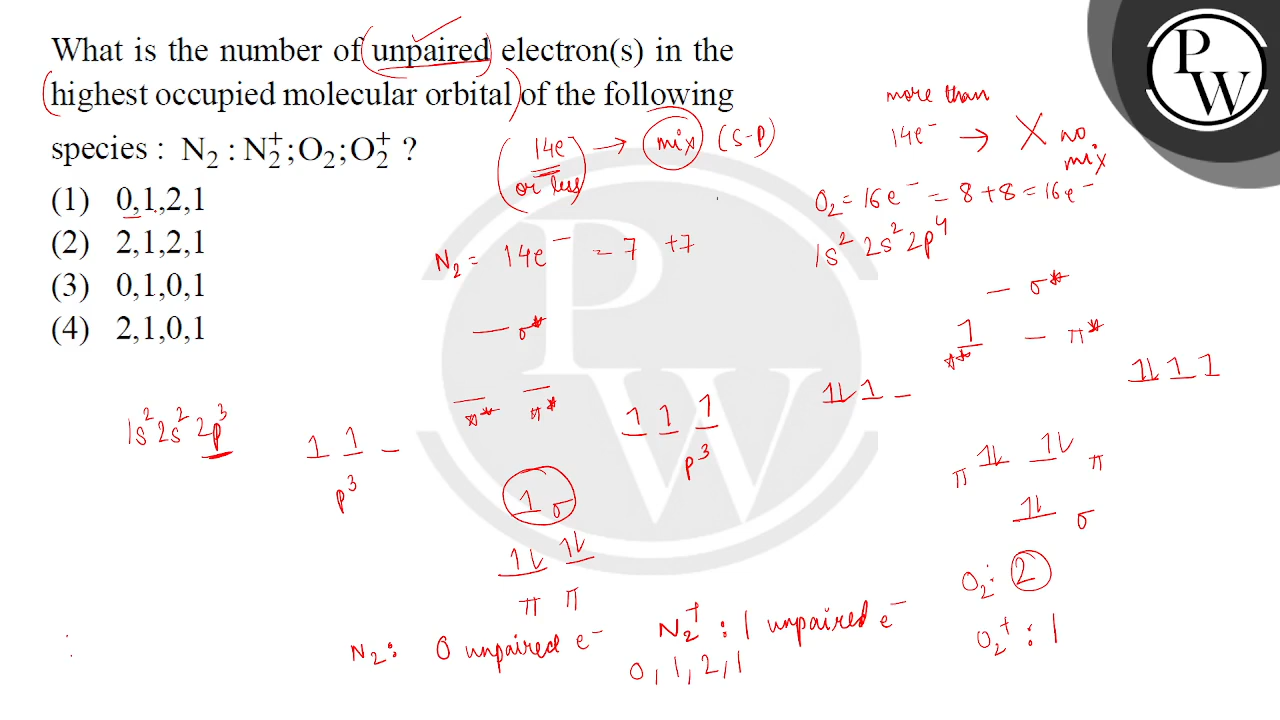 What is the number of unpaired electron(s) in the
highest occupied molecular orbital of the following
species : N₂ : N₂⁺; O₂; O₂⁺ ?
(1) 0,1,2,1
(2) 2,1,2,1
(3) 0,1,0,1
(4) 2,1,0,1
P
W
14e or less → mix (s-p)
more than
14e⁻ → X no mix
N₂ = 14e⁻ = 7 + 7
O₂ = 16e⁻ = 8 + 8 = 16e⁻
1s² 2s² 2p⁴
σ*
π* π*
σ
π π
1s² 2s² 2p³
p³
p³
σ*
π* π*
π π
σ
N₂: 0 unpaired e⁻
N₂⁺ : 1 unpaired e⁻
0, 1, 2, 1
O₂: 2
O₂⁺ : 1
P
W